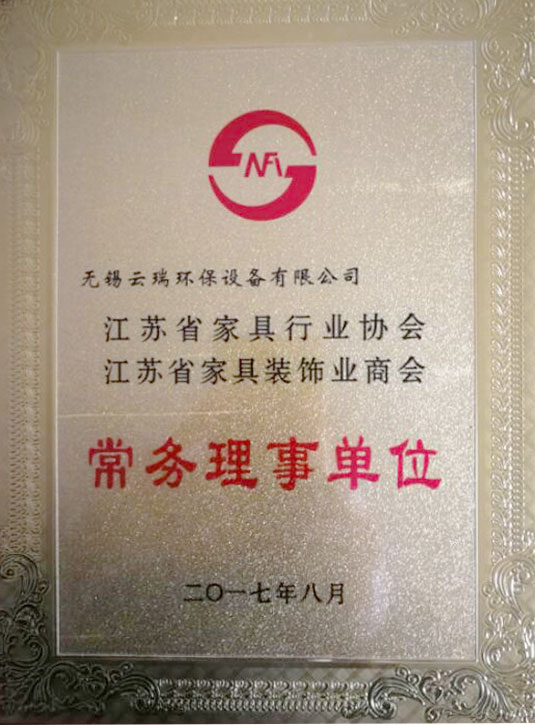 NFA
无锡云瑞环保设备有限公司
江苏省家具行业协会
江苏省家具装饰业商会
常务理事单位
二〇一七年八月